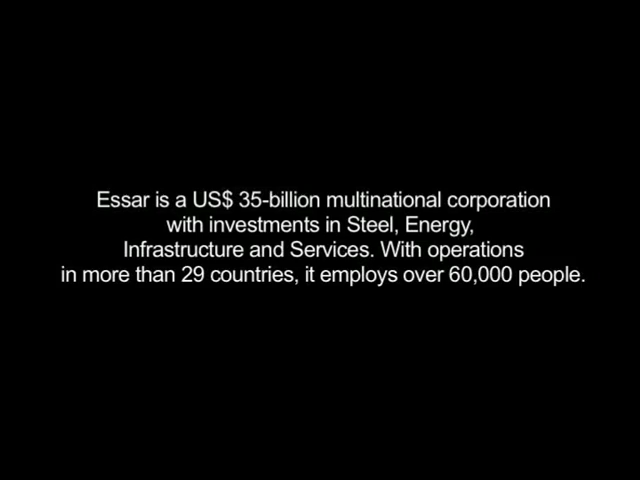 Essar is a US$ 35-billion multinational corporation
with investments in Steel, Energy,
Infrastructure and Services. With operations
in more than 29 countries, it employs over 60,000 people.